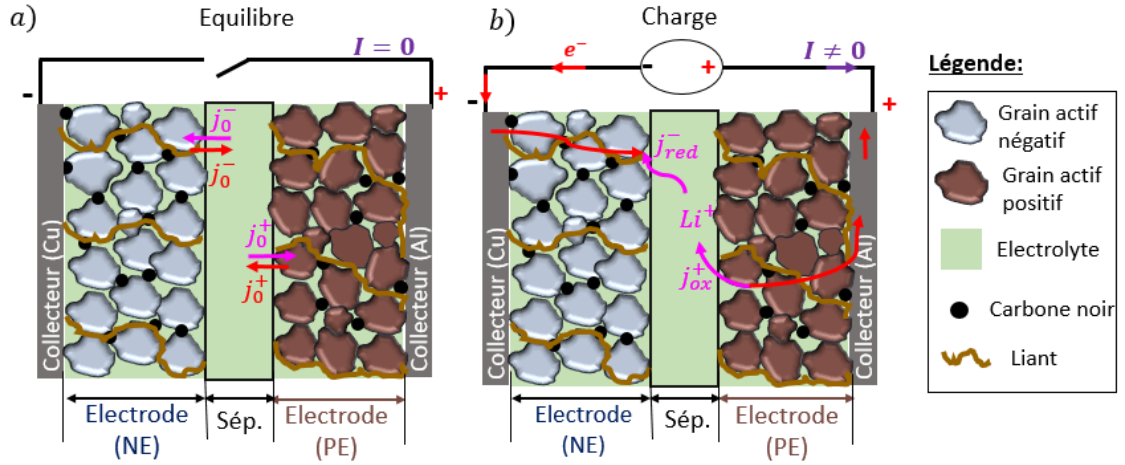 a)
Equilibre
I = 0
-
+
j₀⁻
j₀⁻
j₀⁺
j₀⁺
Collecteur (Cu)
Collecteur (Al)
Electrode
(NE)
Sép.
Electrode
(PE)
b)
Charge
e⁻
-
+
I ≠ 0
-
+
j⁻red
Li⁺
j⁺ox
Collecteur (Cu)
Collecteur (Al)
Electrode
(NE)
Sép.
Electrode
(PE)
Légende:
Grain actif
négatif
Grain actif
positif
Electrolyte
Carbone noir
Liant